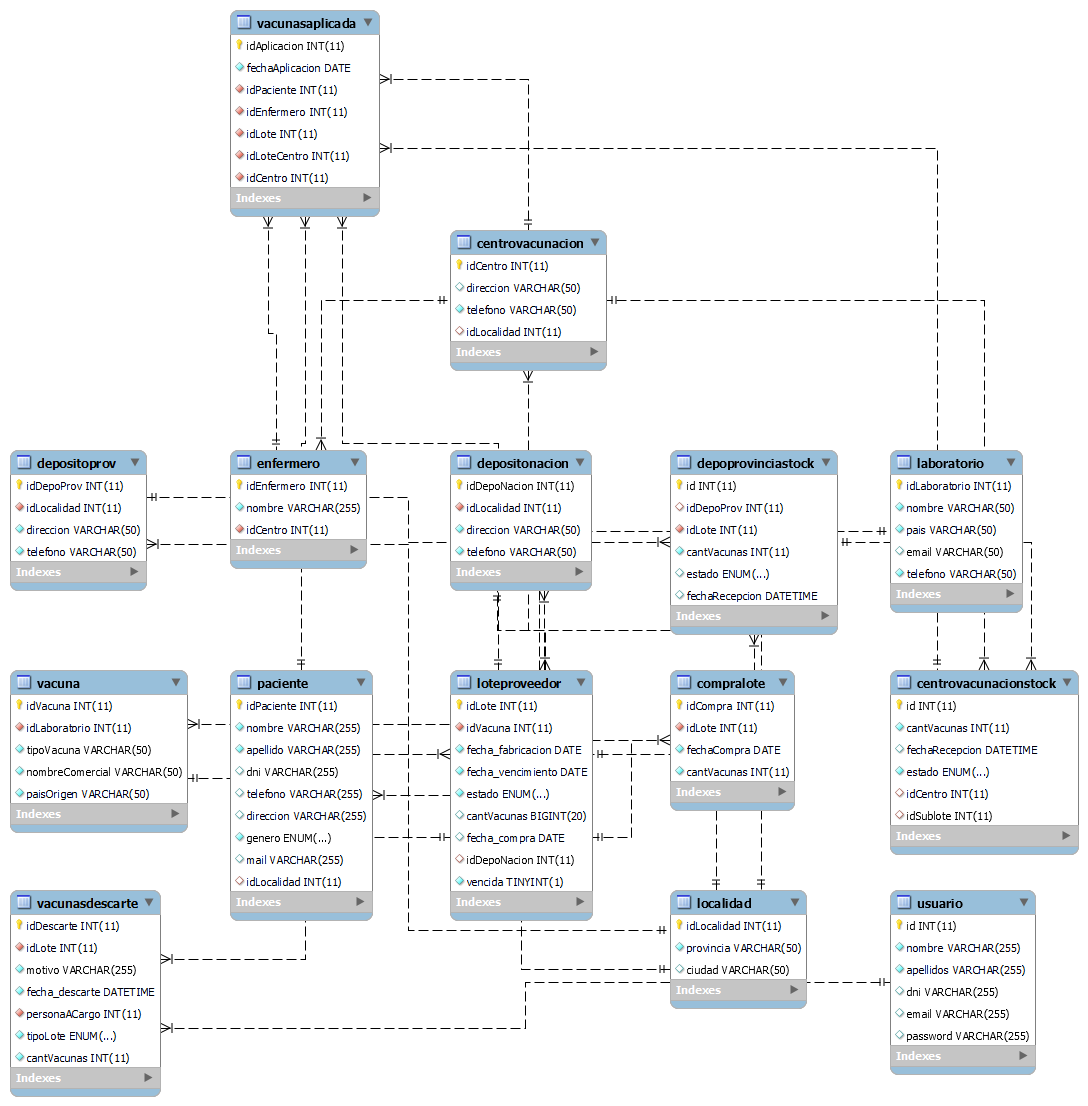 vacunasaplicada
idAplicacion INT(11)
fechaAplicacion DATE
idPaciente INT(11)
idEnfermero INT(11)
idLote INT(11)
idLoteCentro INT(11)
idCentro INT(11)
Indexes
centrovacunacion
idCentro INT(11)
direccion VARCHAR(50)
telefono VARCHAR(50)
idLocalidad INT(11)
Indexes
depositoprov
idDepoProv INT(11)
idLocalidad INT(11)
direccion VARCHAR(50)
telefono VARCHAR(50)
Indexes
enfermero
idEnfermero INT(11)
nombre VARCHAR(255)
idCentro INT(11)
Indexes
depositonacion
idDepoNacion INT(11)
idLocalidad INT(11)
direccion VARCHAR(50)
telefono VARCHAR(50)
Indexes
depoprovinciastock
id INT(11)
idDepoProv INT(11)
idLote INT(11)
cantVacunas INT(11)
estado ENUM(...)
fechaRecepcion DATETIME
Indexes
laboratorio
idLaboratorio INT(11)
nombre VARCHAR(50)
pais VARCHAR(50)
email VARCHAR(50)
telefono VARCHAR(50)
Indexes
vacuna
idVacuna INT(11)
idLaboratorio INT(11)
tipoVacuna VARCHAR(50)
nombreComercial VARCHAR(50)
paisOrigen VARCHAR(50)
Indexes
paciente
idPaciente INT(11)
nombre VARCHAR(255)
apellido VARCHAR(255)
dni VARCHAR(255)
telefono VARCHAR(255)
direccion VARCHAR(255)
genero ENUM(...)
mail VARCHAR(255)
idLocalidad INT(11)
Indexes
loteproveedor
idLote INT(11)
idVacuna INT(11)
fecha_fabricacion DATE
fecha_vencimiento DATE
estado ENUM(...)
cantVacunas BIGINT(20)
fecha_compra DATE
idDepoNacion INT(11)
vencida TINYINT(1)
Indexes
compralote
idCompra INT(11)
idLote INT(11)
fechaCompra DATE
cantVacunas INT(11)
Indexes
centrovacunacionstock
id INT(11)
cantVacunas INT(11)
fechaRecepcion DATETIME
estado ENUM(...)
idCentro INT(11)
idSublote INT(11)
Indexes
vacunasdescarte
idDescarte INT(11)
idLote INT(11)
motivo VARCHAR(255)
fecha_descarte DATETIME
personaACargo INT(11)
tipoLote ENUM(...)
cantVacunas INT(11)
Indexes
localidad
idLocalidad INT(11)
provincia VARCHAR(50)
ciudad VARCHAR(50)
Indexes
usuario
id INT(11)
nombre VARCHAR(255)
apellidos VARCHAR(255)
dni VARCHAR(255)
email VARCHAR(255)
password VARCHAR(255)
Indexes